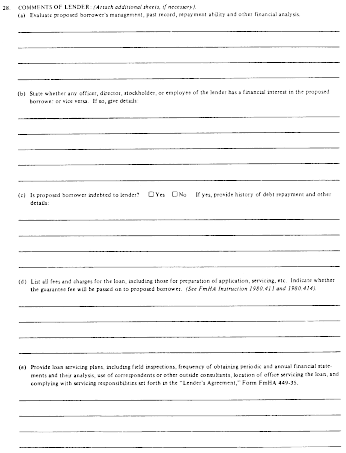 28 COMMENTS OF LENDER. (Attach additional sheets, if necessary).
(a) Evaluate proposed borrower's management, past record, repayment ability and other financial analysis.
(b) State whether any officer, director, stockholder, or employee of the lender has a financial interest in the proposed
borrower or vice versa. If so, give details.
(c) Is proposed borrower indebted to lender? ☐ Yes ☐ No If yes, provide history of debt repayment and other
details:
(d) List all fees and charges for the loan, including those for preparation of application, servicing, etc. Indicate whether
the guarantee fee will be passed on to proposed borrower. (See FmHA Instruction 1980.411 and 1980.414).
(e) Provide loan servicing plans, including field inspections, frequency of obtaining periodic and annual financial state-
ments and their analysis, use of correspondents or other outside consultants, location of office servicing the loan, and
complying with servicing responsibilities set forth in the "Lender's Agreement," Form FmHA 449-35.